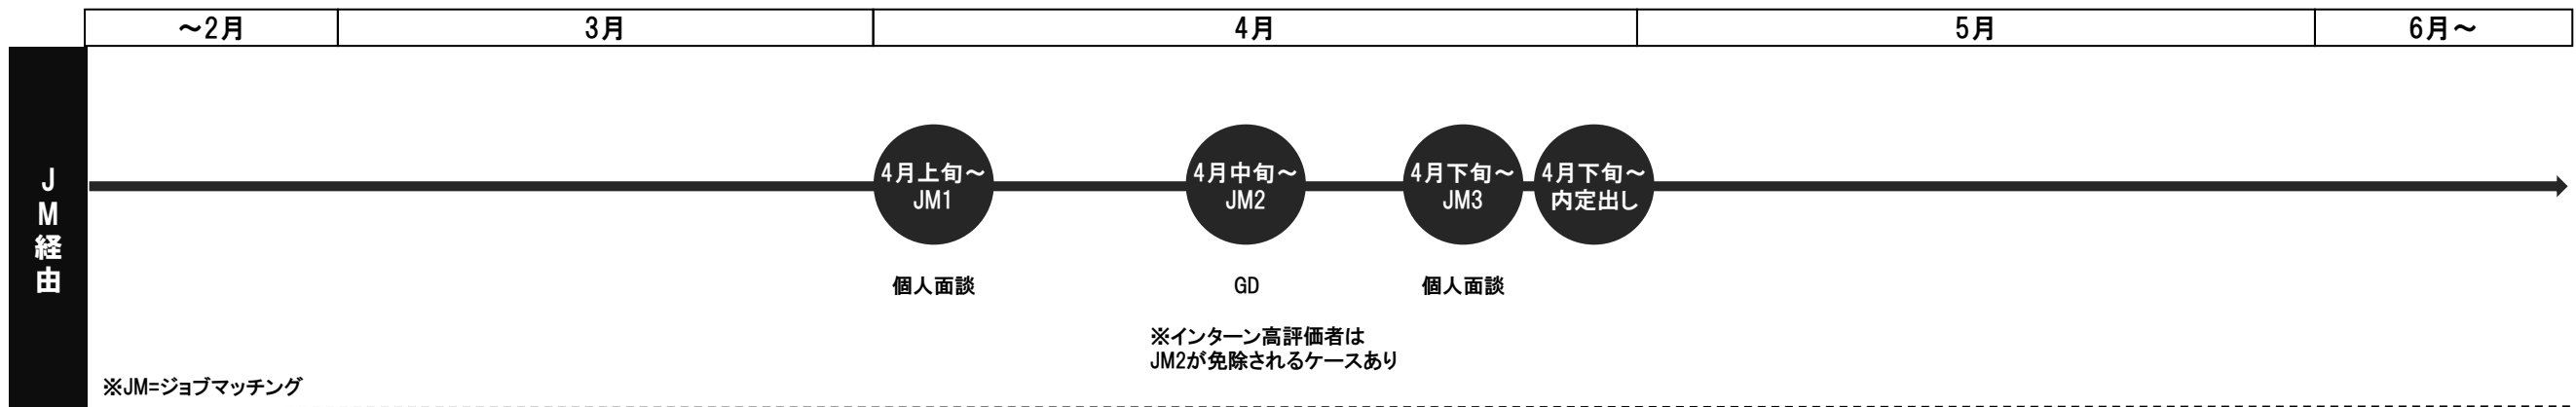 ～2月
3月
4月
5月
6月～
JM経由
4月上旬～
JM1
4月中旬～
JM2
4月下旬～
JM3
4月下旬～
内定出し
個人面談
GD
個人面談
※インターン高評価者は
JM2が免除されるケースあり
※JM=ジョブマッチング